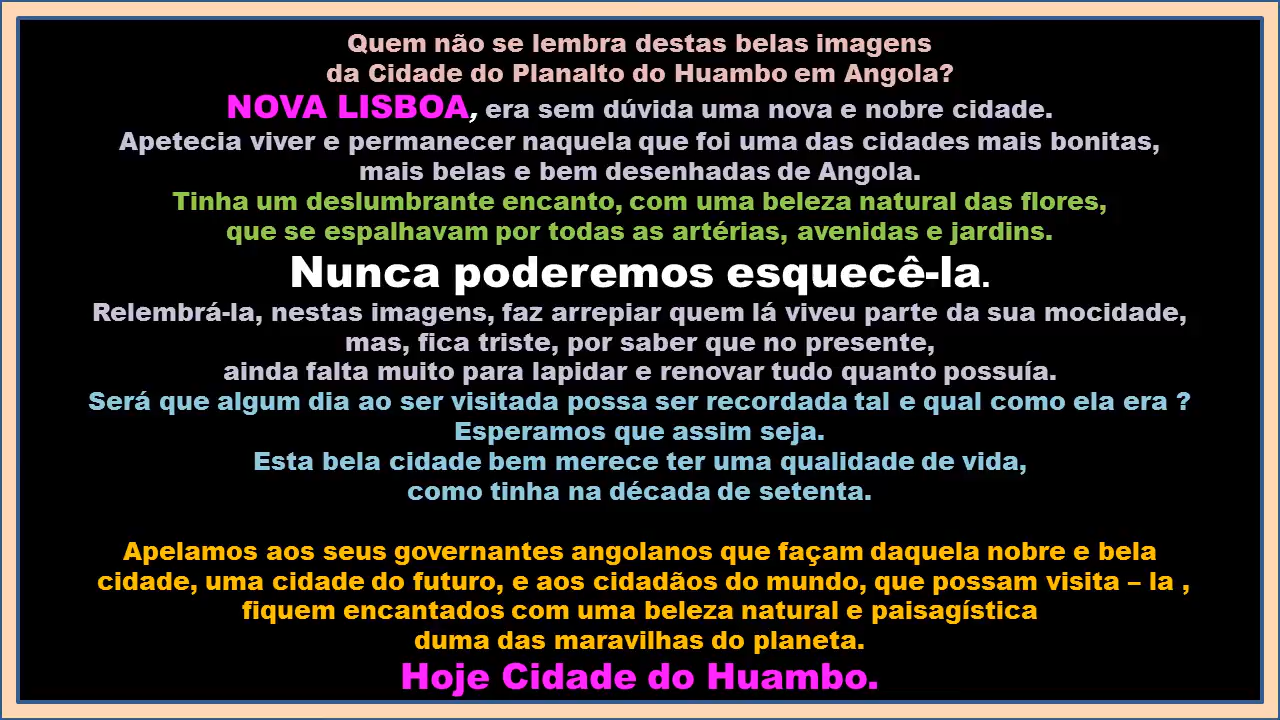 Quem não se lembra destas belas imagens
da Cidade do Planalto do Huambo em Angola?
NOVA LISBOA, era sem dúvida uma nova e nobre cidade.
Apetecia viver e permanecer naquela que foi uma das cidades mais bonitas,
mais belas e bem desenhadas de Angola.
Tinha um deslumbrante encanto, com uma beleza natural das flores,
que se espalhavam por todas as artérias, avenidas e jardins.
Nunca poderemos esquecê-la.
Relembrá-la, nestas imagens, faz arrepiar quem lá viveu parte da sua mocidade,
mas, fica triste, por saber que no presente,
ainda falta muito para lapidar e renovar tudo quanto possuía.
Será que algum dia ao ser visitada possa ser recordada tal e qual como ela era ?
Esperamos que assim seja.
Esta bela cidade bem merece ter uma qualidade de vida,
como tinha na década de setenta.
Apelamos aos seus governantes angolanos que façam daquela nobre e bela
cidade, uma cidade do futuro, e aos cidadãos do mundo, que possam visita – la ,
fiquem encantados com uma beleza natural e paisagística
duma das maravilhas do planeta.
Hoje Cidade do Huambo.